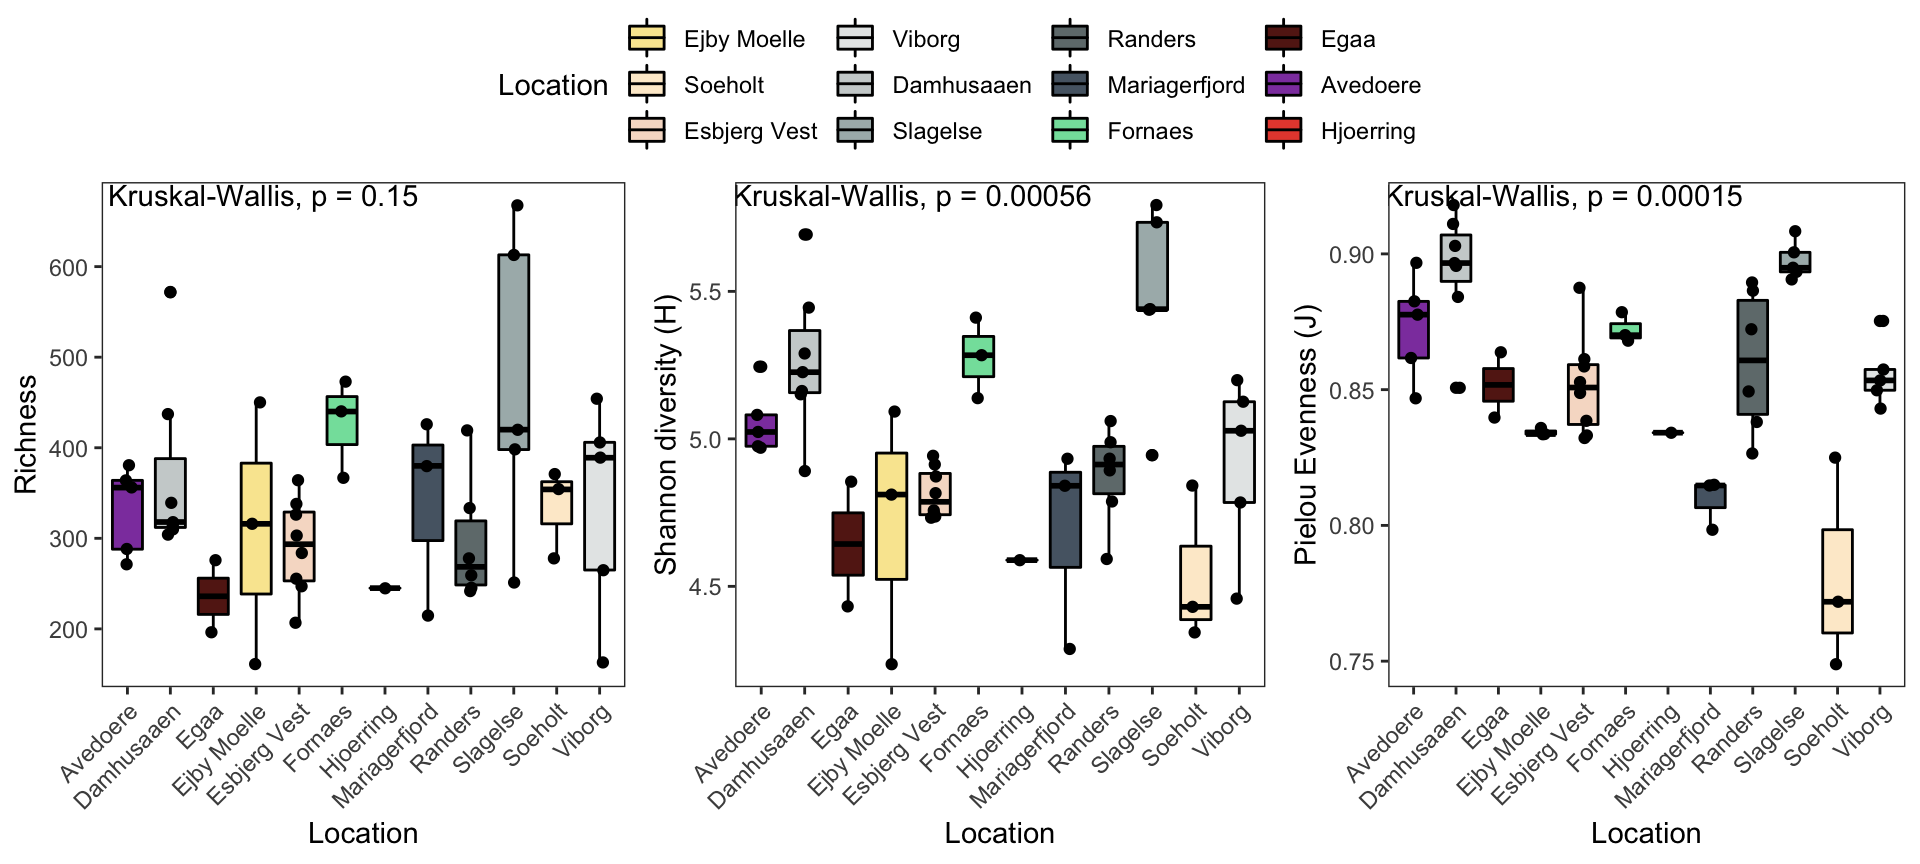 Location
Ejby Moelle
Viborg
Randers
Egaa
Soeholt
Damhusaaen
Mariagerfjord
Avedoere
Esbjerg Vest
Slagelse
Fornaes
Hjoerring
Kruskal-Wallis, p = 0.15
Richness
600
500
400
300
200
Avedoere
Damhusaaen
Egaa
Ejby Moelle
Esbjerg Vest
Fornaes
Hjoerring
Mariagerfjord
Randers
Slagelse
Soeholt
Viborg
Location
Kruskal-Wallis, p = 0.00056
Shannon diversity (H)
5.5
5.0
4.5
Avedoere
Damhusaaen
Egaa
Ejby Moelle
Esbjerg Vest
Fornaes
Hjoerring
Mariagerfjord
Randers
Slagelse
Soeholt
Viborg
Location
Kruskal-Wallis, p = 0.00015
Pielou Evenness (J)
0.90
0.85
0.80
0.75
Avedoere
Damhusaaen
Egaa
Ejby Moelle
Esbjerg Vest
Fornaes
Hjoerring
Mariagerfjord
Randers
Slagelse
Soeholt
Viborg
Location